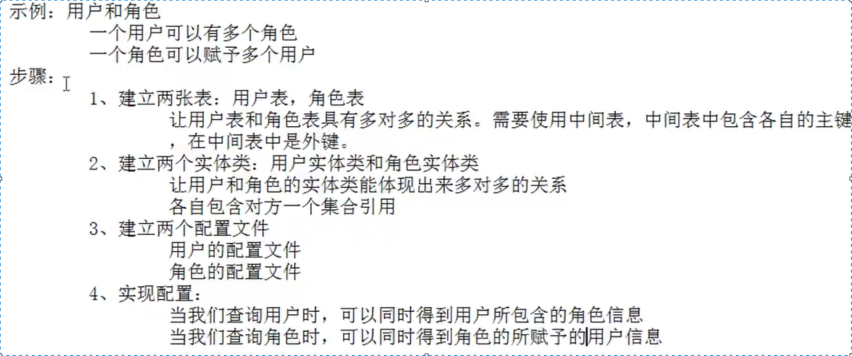 示例：用户和角色
一个用户可以有多个角色
一个角色可以赋予多个用户
步骤：
1、建立两张表：用户表，角色表
让用户表和角色表具有多对多的关系。需要使用中间表，中间表中包含各自的主键
，在中间表中是外键。
2、建立两个实体类：用户实体类和角色实体类
让用户和角色的实体类能体现出来多对多的关系
各自包含对方一个集合引用
3、建立两个配置文件
用户的配置文件
角色的配置文件
4、实现配置：
当我们查询用户时，可以同时得到用户所包含的角色信息
当我们查询角色时，可以同时得到角色的所赋予的用户信息